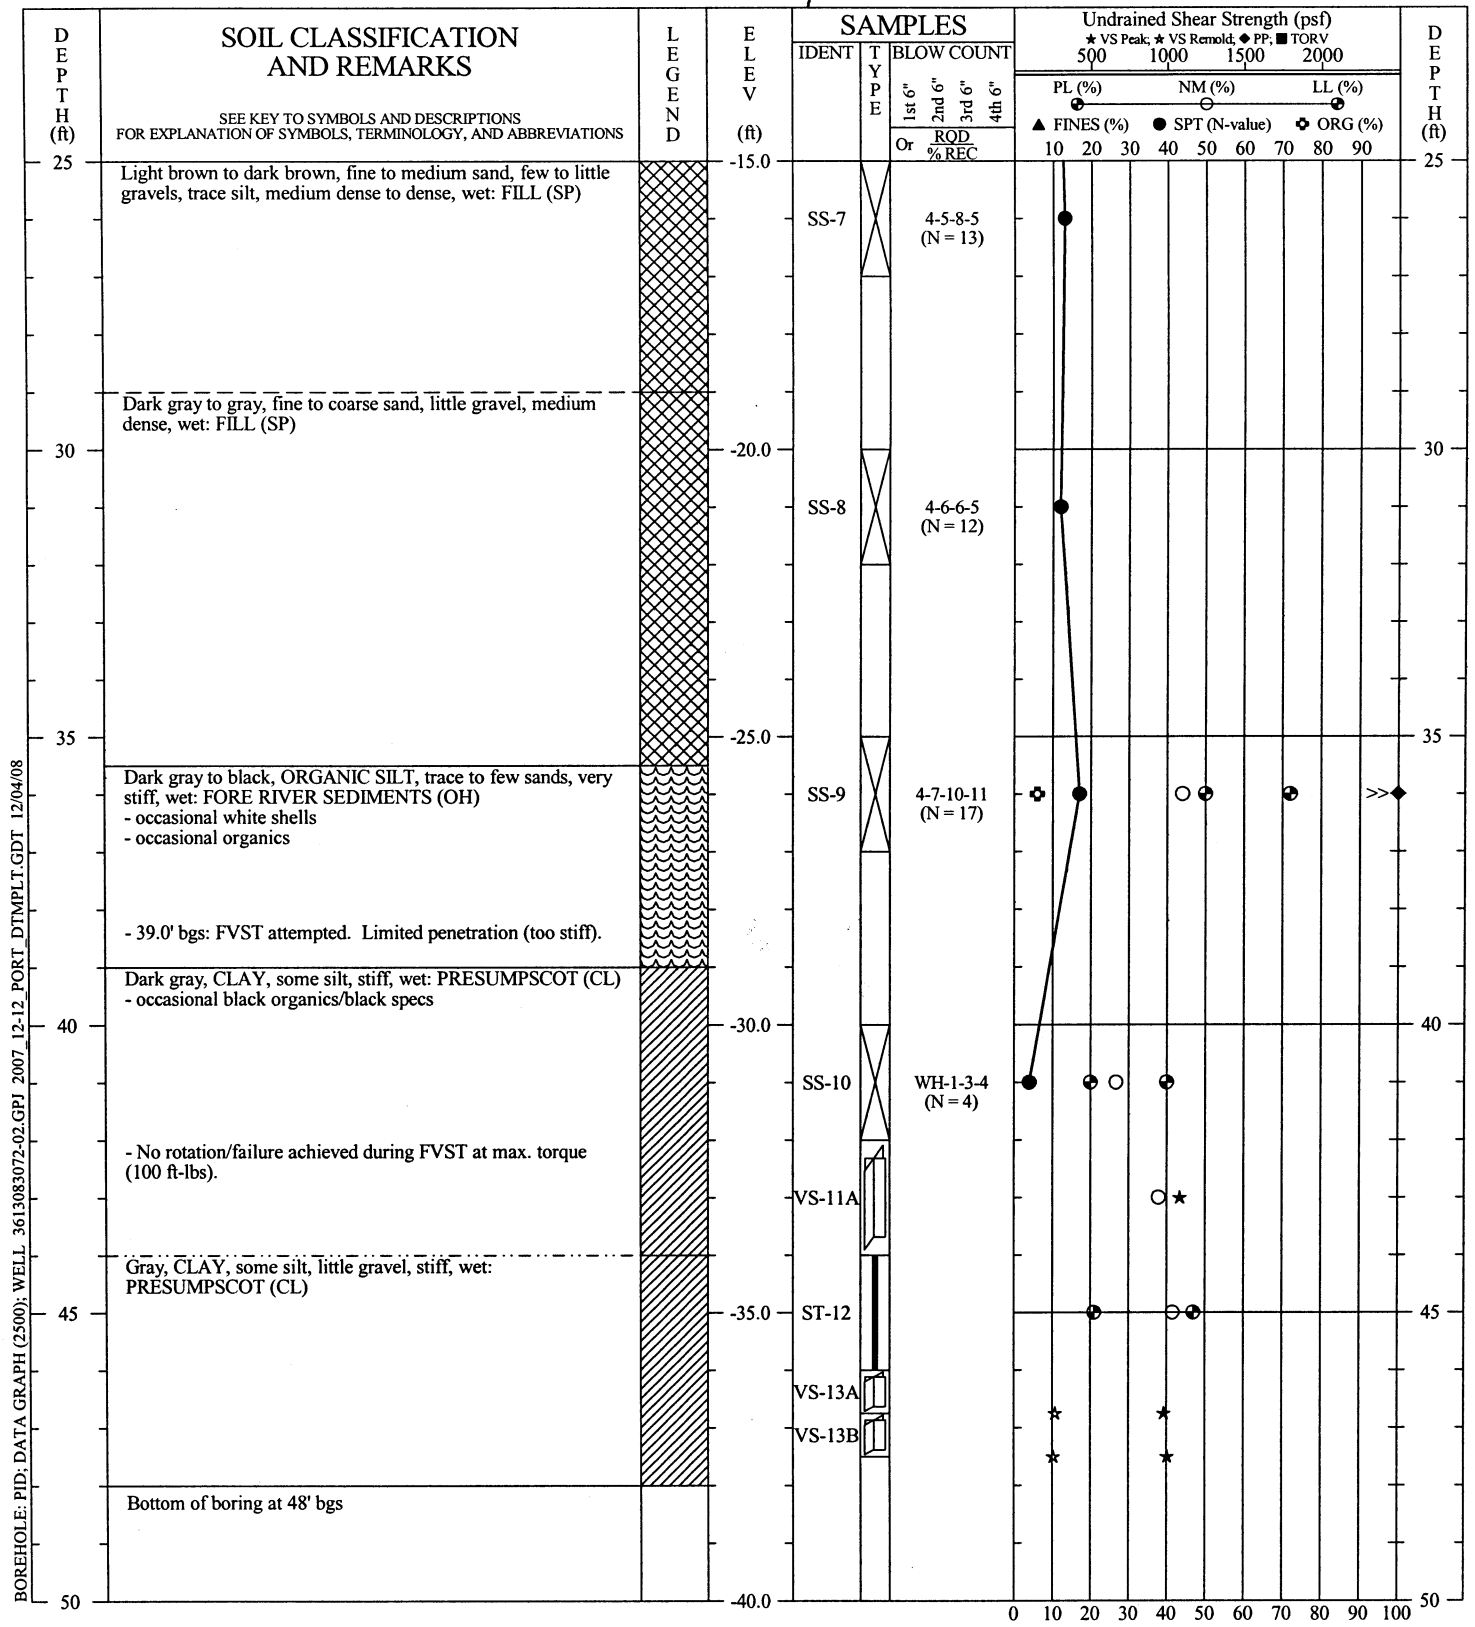 DEPTH (ft)
SOIL CLASSIFICATION
AND REMARKS
SEE KEY TO SYMBOLS AND DESCRIPTIONS
FOR EXPLANATION OF SYMBOLS, TERMINOLOGY, AND ABBREVIATIONS
LEGEND
ELEV (ft)
SAMPLES
IDENT
TYPE
BLOW COUNT
1st 6"
2nd 6"
3rd 6"
4th 6"
Or RQD
% REC
Undrained Shear Strength (psf)
★ VS Peak; ☆ VS Remold; ◆ PP; ■ TORV
500 1000 1500 2000
PL (%) NM (%) LL (%)
▲ FINES (%) ● SPT (N-value) ✚ ORG (%)
10 20 30 40 50 60 70 80 90
DEPTH (ft)
25 -15.0 25
Light brown to dark brown, fine to medium sand, few to little
gravels, trace silt, medium dense to dense, wet: FILL (SP)
SS-7 4-5-8-5
(N = 13)
Dark gray to gray, fine to coarse sand, little gravel, medium
dense, wet: FILL (SP)
30 -20.0 30
SS-8 4-6-6-5
(N = 12)
35 -25.0 35
Dark gray to black, ORGANIC SILT, trace to few sands, very
stiff, wet: FORE RIVER SEDIMENTS (OH)
- occasional white shells
- occasional organics
SS-9 4-7-10-11
(N = 17)
>>
- 39.0' bgs: FVST attempted. Limited penetration (too stiff).
Dark gray, CLAY, some silt, stiff, wet: PRESUMPSCOT (CL)
- occasional black organics/black specs
40 -30.0 40
SS-10 WH-1-3-4
(N = 4)
- No rotation/failure achieved during FVST at max. torque
(100 ft-lbs).
VS-11A
Gray, CLAY, some silt, little gravel, stiff, wet:
PRESUMPSCOT (CL)
45 -35.0 ST-12 45
VS-13A
VS-13B
Bottom of boring at 48' bgs
50 -40.0 50
0 10 20 30 40 50 60 70 80 90 100
BOREHOLE: PID; DATA GRAPH (2500); WELL 3613083072-02.GPJ 2007_12-12_PORT_DTMPLT.GDT 12/04/08